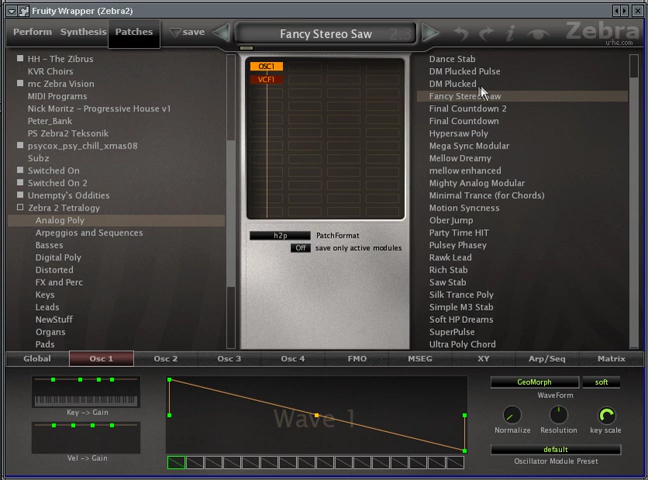 Fruity Wrapper (Zebra2)
Perform Synthesis Patches save Fancy Stereo Saw 2.3 Zebra
u-he.com
HH - The Zibrus
KVR Choirs
mc Zebra Vision
MIDI Programs
Nick Moritz - Progressive House v1
Peter_Bank
PS Zebra2 Teksonik
psycox_psy_chill_xmas08
Subz
Switched On
Switched On 2
Unempty's Oddities
Zebra 2 Tetralogy
Analog Poly
Arpeggios and Sequences
Basses
Digital Poly
Distorted
FX and Perc
Keys
Leads
NewStuff
Organs
Pads
OSC1
VCF1
h2p PatchFormat
Off save only active modules
Dance Stab
DM Plucked Pulse
DM Plucked
Fancy Stereo Saw
Final Countdown 2
Final Countdown
Hypersaw Poly
Mega Sync Modular
Mellow Dreamy
mellow enhanced
Mighty Analog Modular
Minimal Trance (for Chords)
Motion Syncness
Ober Jump
Party Time HIT
Pulsey Phasey
Rawk Lead
Rich Stab
Saw Stab
Silk Trance Poly
Simple M3 Stab
Soft HP Dreams
SuperPulse
Ultra Poly Chord
Global Osc 1 Osc 2 Osc 3 Osc 4 FMO MSEG XY Arp/Seq Matrix
Key -> Gain
Vel -> Gain
Wave 1
GeoMorph soft
WaveForm
Normalize Resolution key scale
default
Oscillator Module Preset